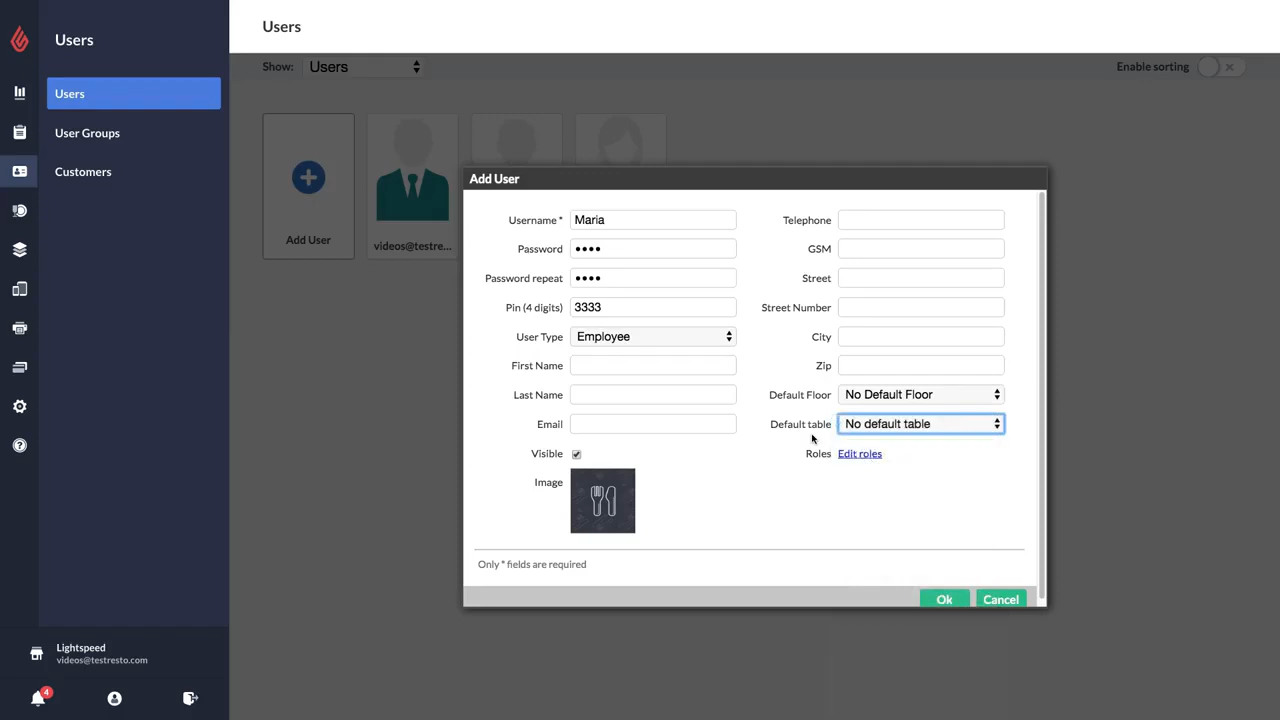 Users
Users
User Groups
Customers
Lightspeed
videos@testresto.com
4
Users
Show:
Users
Enable sorting
Add User
videos@testre...
Add User
Username *
Maria
Password
••••
Password repeat
••••
Pin (4 digits)
3333
User Type
Employee
First Name
Last Name
Email
Visible
Image
Telephone
GSM
Street
Street Number
City
Zip
Default Floor
No Default Floor
Default table
No default table
Roles
Edit roles
Only * fields are required
Ok
Cancel